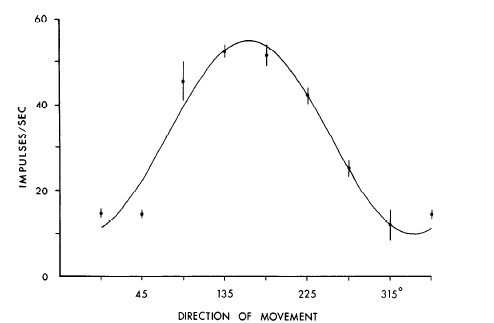 60
40
20
0
IMPULSES/SEC
45 135 225 315°
DIRECTION OF MOVEMENT